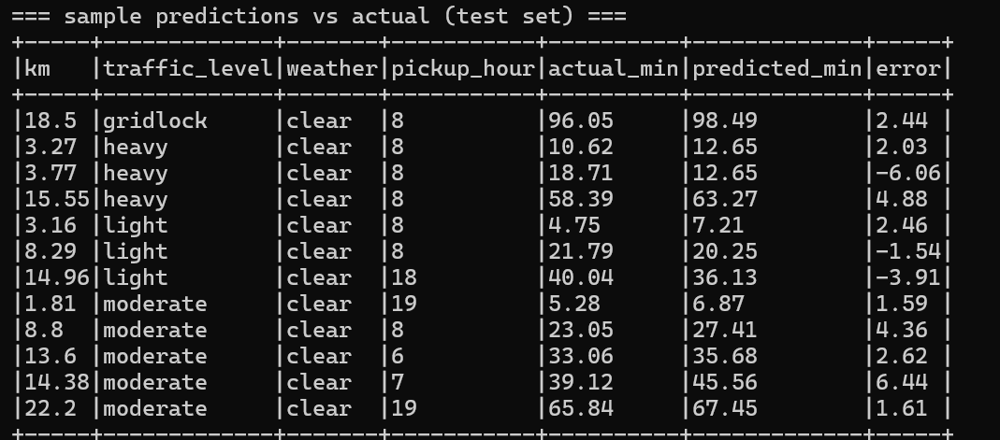 === sample predictions vs actual (test set) ===
+-----+-------------+-------+-----------+----------+-------------+-----+
|km   |traffic_level|weather|pickup_hour|actual_min|predicted_min|error|
+-----+-------------+-------+-----------+----------+-------------+-----+
|18.5 |gridlock     |clear  |8          |96.05     |98.49        |2.44 |
|3.27 |heavy        |clear  |8          |10.62     |12.65        |2.03 |
|3.77 |heavy        |clear  |8          |18.71     |12.65        |-6.06|
|15.55|heavy        |clear  |8          |58.39     |63.27        |4.88 |
|3.16 |light        |clear  |8          |4.75      |7.21         |2.46 |
|8.29 |light        |clear  |8          |21.79     |20.25        |-1.54|
|14.96|light        |clear  |18         |40.04     |36.13        |-3.91|
|1.81 |moderate     |clear  |19         |5.28      |6.87         |1.59 |
|8.8  |moderate     |clear  |8          |23.05     |27.41        |4.36 |
|13.6 |moderate     |clear  |6          |33.06     |35.68        |2.62 |
|14.38|moderate     |clear  |7          |39.12     |45.56        |6.44 |
|22.2 |moderate     |clear  |19         |65.84     |67.45        |1.61 |
+-----+-------------+-------+-----------+----------+-------------+-----+